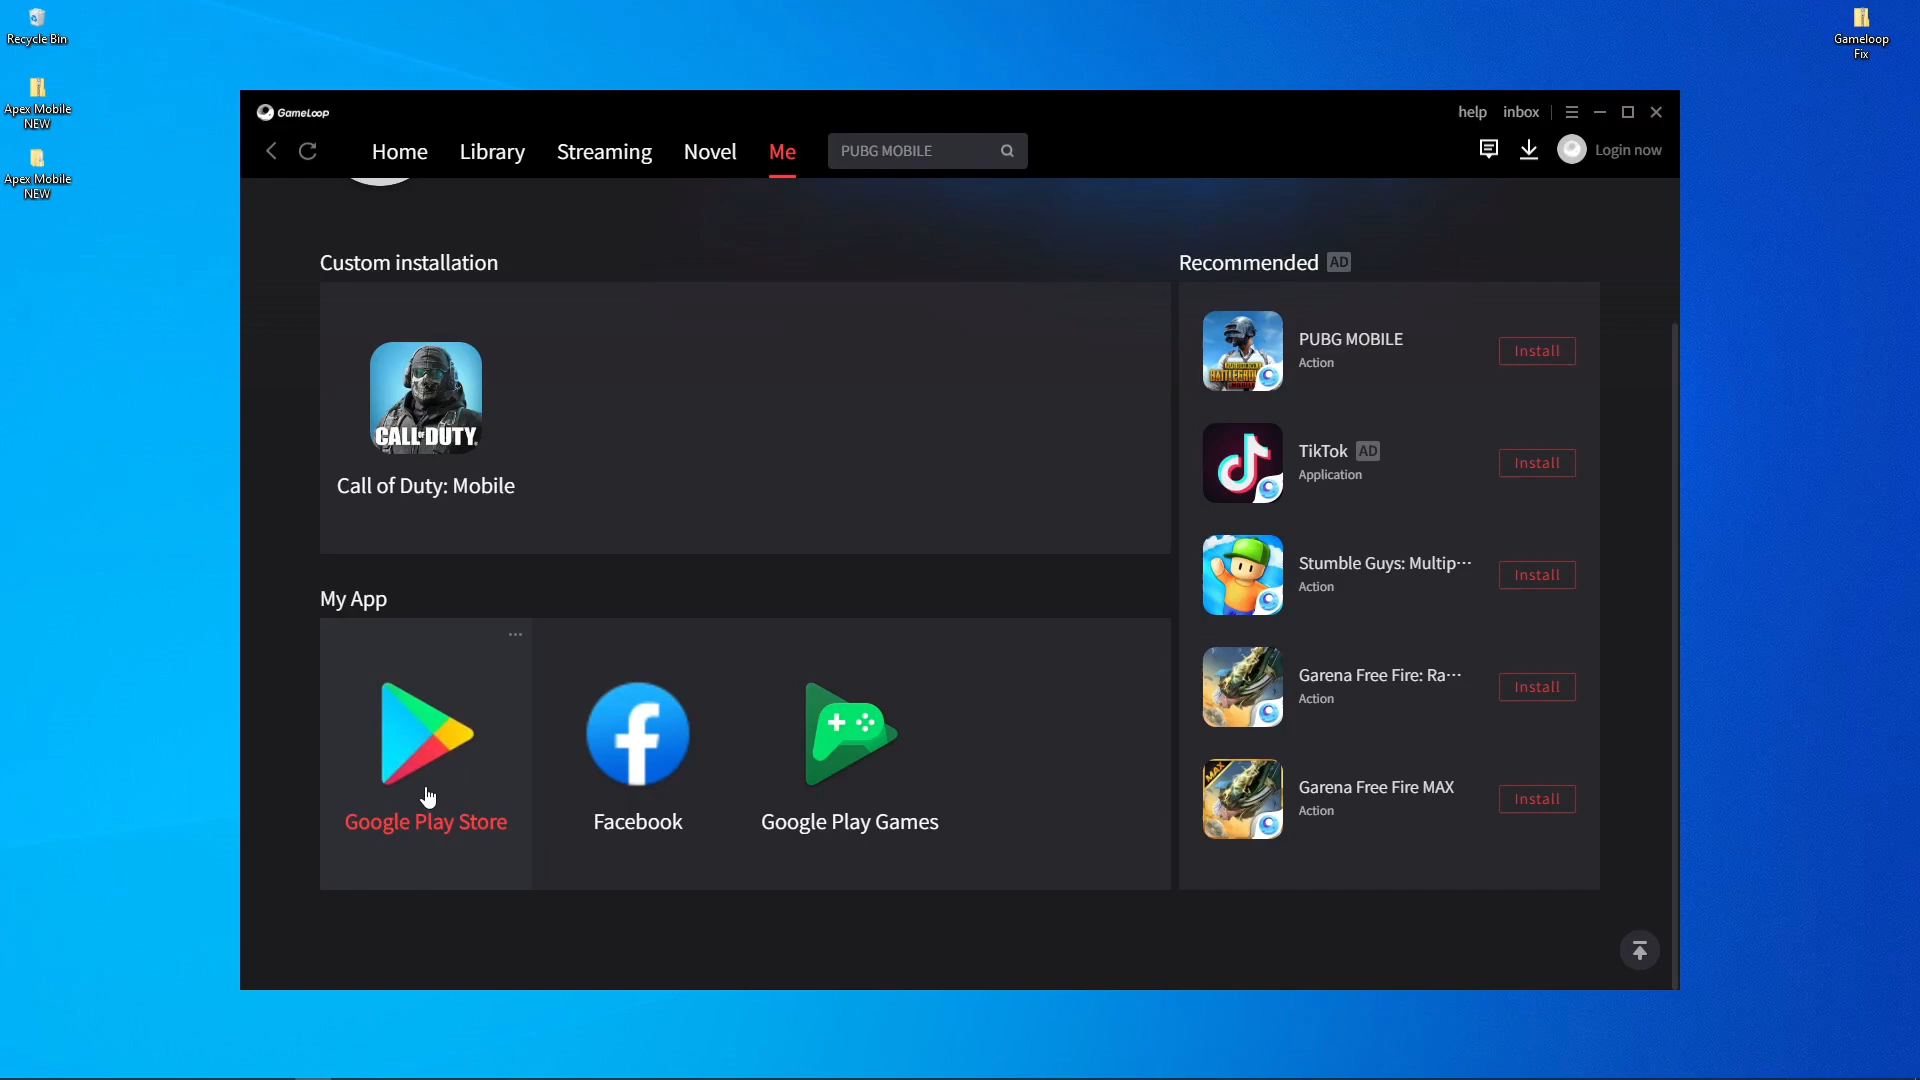 Recycle Bin
Apex Mobile
NEW
Apex Mobile
NEW
Gameloop
Fix
GameLoop
help
inbox
Home
Library
Streaming
Novel
Me
PUBG MOBILE
Login now
Custom installation
CALL OF DUTY
Call of Duty: Mobile
My App
Google Play Store
Facebook
Google Play Games
Recommended AD
PUBG MOBILE
Action
Install
TikTok AD
Application
Install
Stumble Guys: Multip···
Action
Install
Garena Free Fire: Ra···
Action
Install
MAX
Garena Free Fire MAX
Action
Install